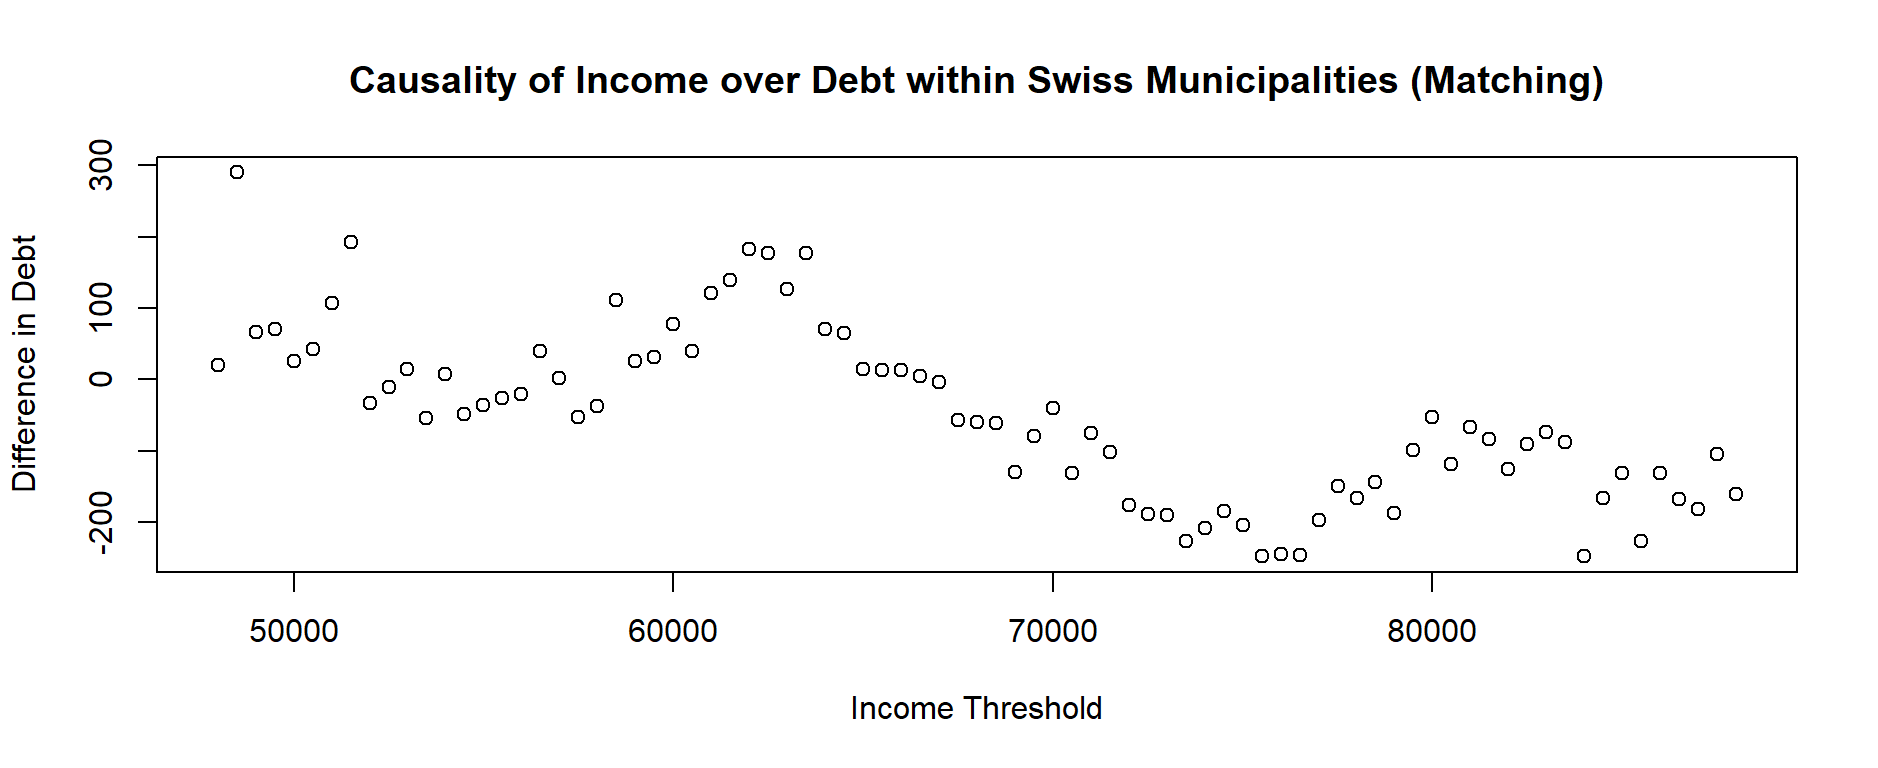 Causality of Income over Debt within Swiss Municipalities (Matching)
Difference in Debt
300
100
0
-200
50000
60000
70000
80000
Income Threshold